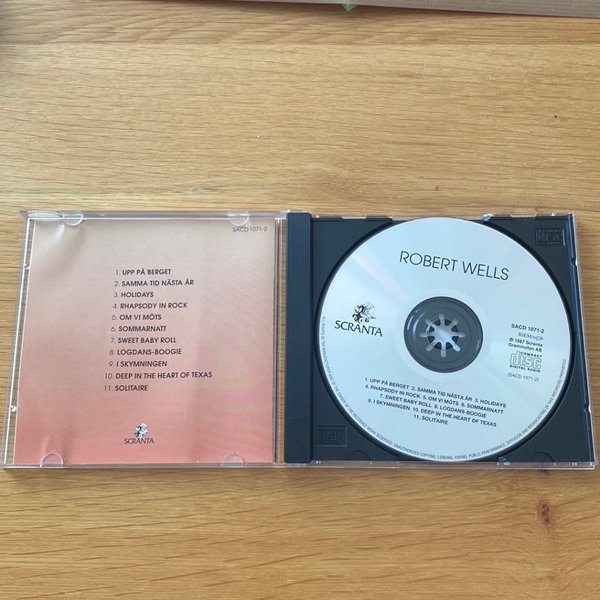 SACD 1071-2
1. UPP PÅ BERGET
2. SAMMA TID NÄSTA ÅR
3. HOLIDAYS
4. RHAPSODY IN ROCK
5. OM VI MÖTS
6. SOMMARNATT
7. SWEET BABY ROLL
8. LOGDANS-BOOGIE
9. I SKYMNINGEN
10. DEEP IN THE HEART OF TEXAS
11. SOLITAIRE
SCRANTA
ROBERT WELLS
SCRANTA
SACD 1071-2
℗ 1987 Scranta
Grammofon AB
COMPACT
disc
DIGITAL AUDIO
(SACD 1071-2)
1. UPP PÅ BERGET 2. SAMMA TID NÄSTA ÅR 3. HOLIDAYS
4. RHAPSODY IN ROCK 5. OM VI MÖTS 6. SOMMARNATT
7. SWEET BABY ROLL 8. LOGDANS-BOOGIE
9. I SKYMNINGEN 10. DEEP IN THE HEART OF TEXAS
11. SOLITAIRE